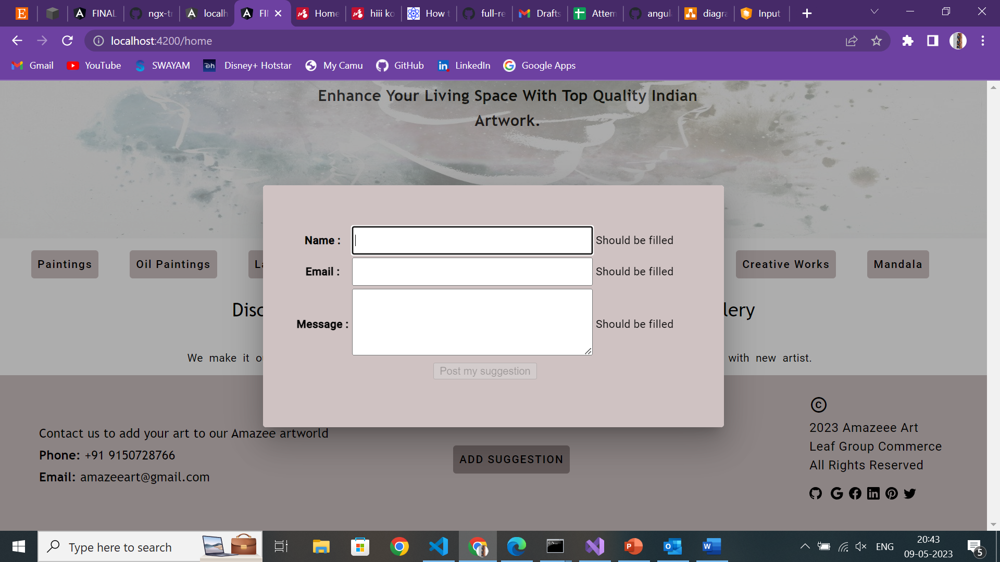 FINAL
ngx-tr
localh
FI
Home
hiii ko
How t
full-re
Drafts
Attem
angul
diagra
Input
localhost:4200/home
Gmail
YouTube
SWAYAM
Disney+ Hotstar
My Camu
GitHub
LinkedIn
Google Apps
Enhance Your Living Space With Top Quality Indian
Artwork.
Name :
Should be filled
Paintings
Oil Paintings
Creative Works
Mandala
Email :
Should be filled
Disc
lery
Message :
Should be filled
We make it
with new artist.
Post my suggestion
Contact us to add your art to our Amazee artworld
Phone: +91 9150728766
Email: amazeeart@gmail.com
ADD SUGGESTION
©
2023 Amazeee Art
Leaf Group Commerce
All Rights Reserved
Type here to search
ENG
20:43
09-05-2023
5